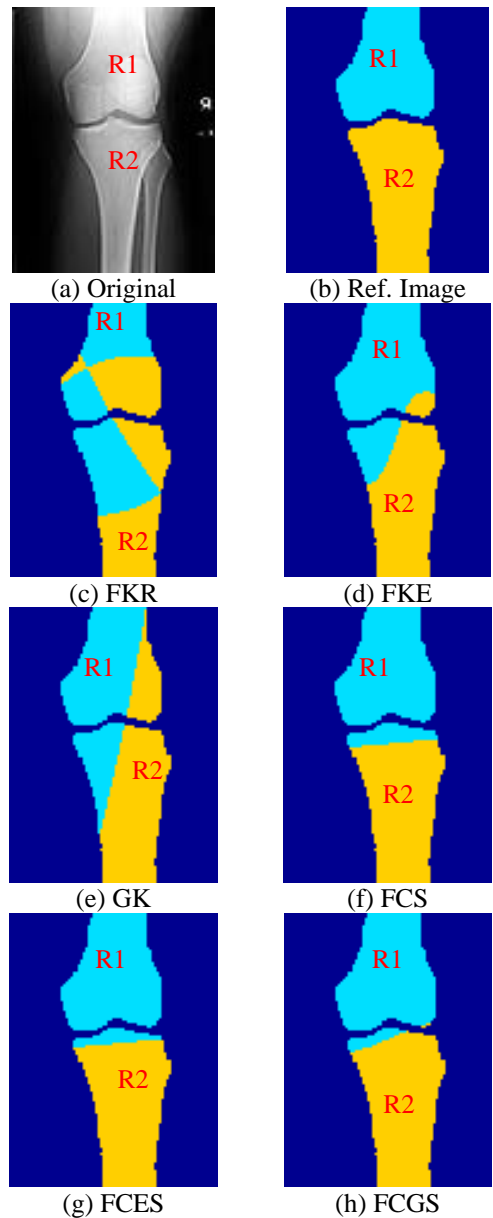 R1
R2
(a) Original
R1
R2
(b) Ref. Image
R1
R2
(c) FKR
R1
R2
(d) FKE
R1
R2
(e) GK
R1
R2
(f) FCS
R1
R2
(g) FCES
R1
R2
(h) FCGS